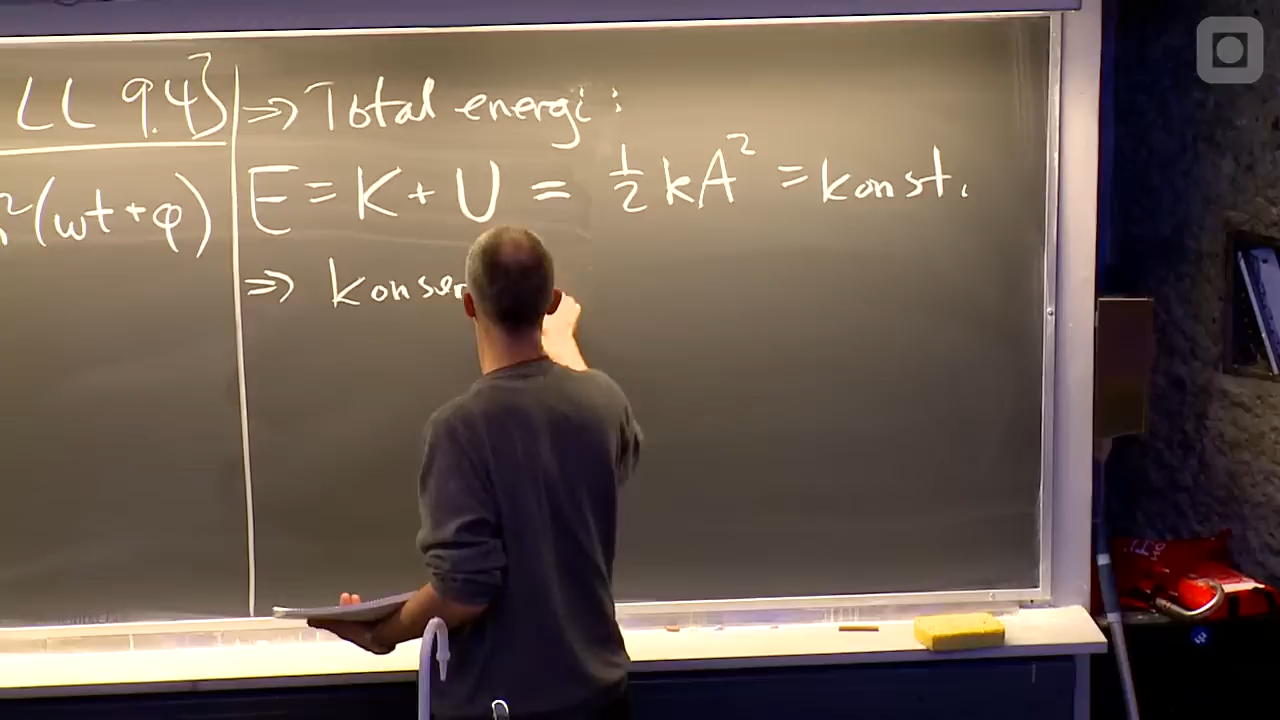 LL 9.4}
²(ωt + φ)
⇒ Total energi:
E = K + U = ½kA² = konst.
⇒ konser